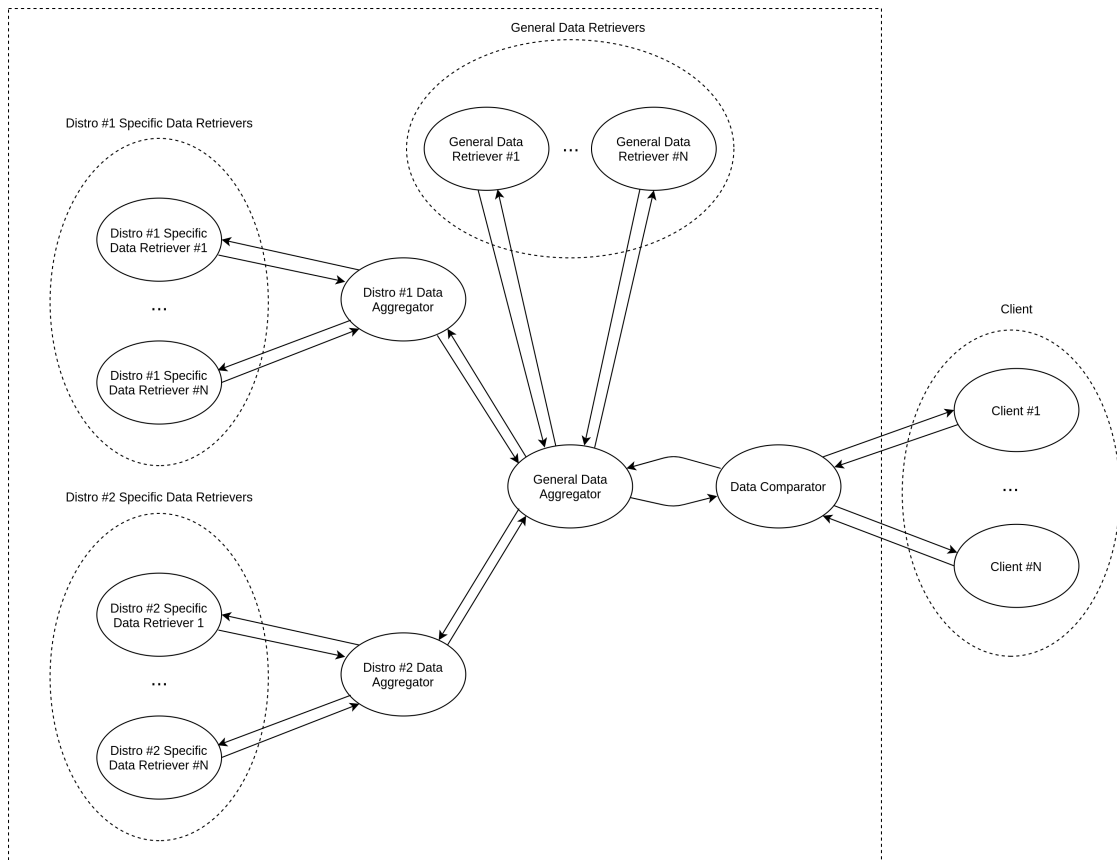 General Data Retrievers
Distro #1 Specific Data Retrievers
General Data
Retriever #1
...
General Data
Retriever #N
Distro #1 Specific
Data Retriever #1
...
Distro #1 Specific
Data Retriever #N
Distro #1 Data
Aggregator
Client
Client #1
...
Client #N
General Data
Aggregator
Data Comparator
Distro #2 Specific Data Retrievers
Distro #2 Specific
Data Retriever 1
...
Distro #2 Specific
Data Retriever #N
Distro #2 Data
Aggregator